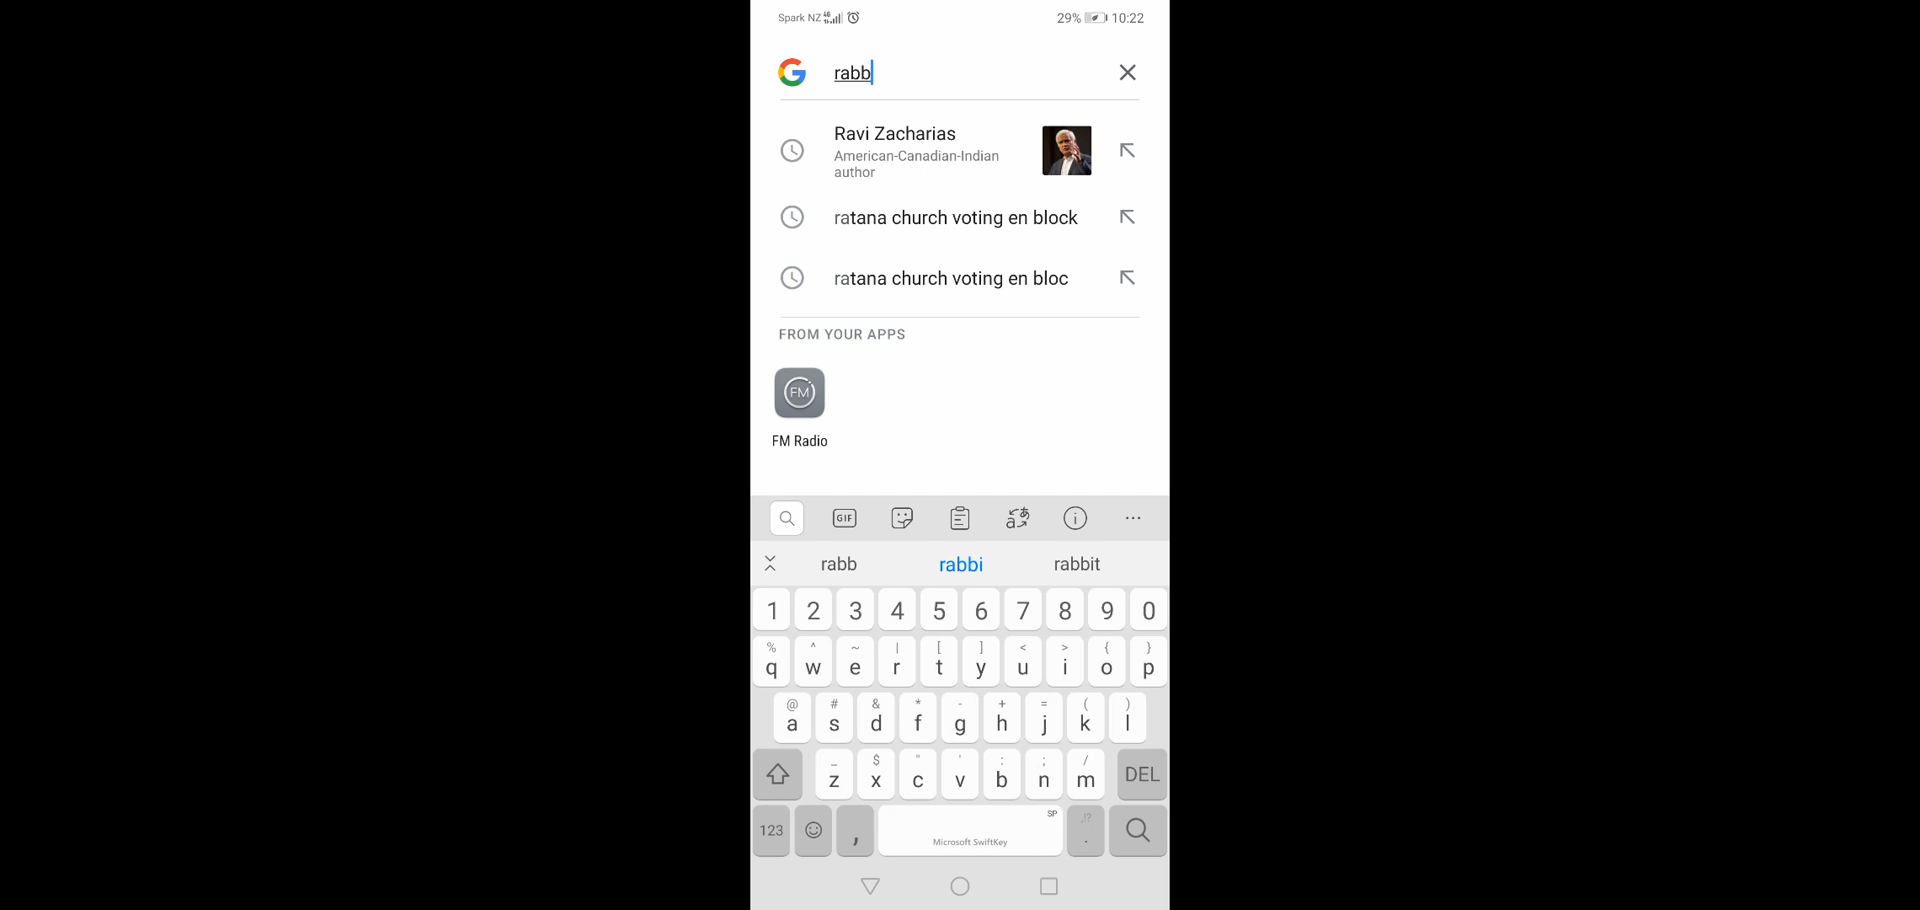 Spark NZ 29% 10:22
rabb
Ravi Zacharias
American-Canadian-Indian
author
ratana church voting en block
ratana church voting en bloc
FROM YOUR APPS
FM
FM Radio
GIF
rabb rabbi rabbit
1 2 3 4 5 6 7 8 9 0
% ^ ~ | [ ] < > { }
q w e r t y u i o p
@ # & * - + = ( )
a s d f g h j k l
_ $ " ' : ; /
z x c v b n m DEL
SP ,!?
123 , .
Microsoft SwiftKey